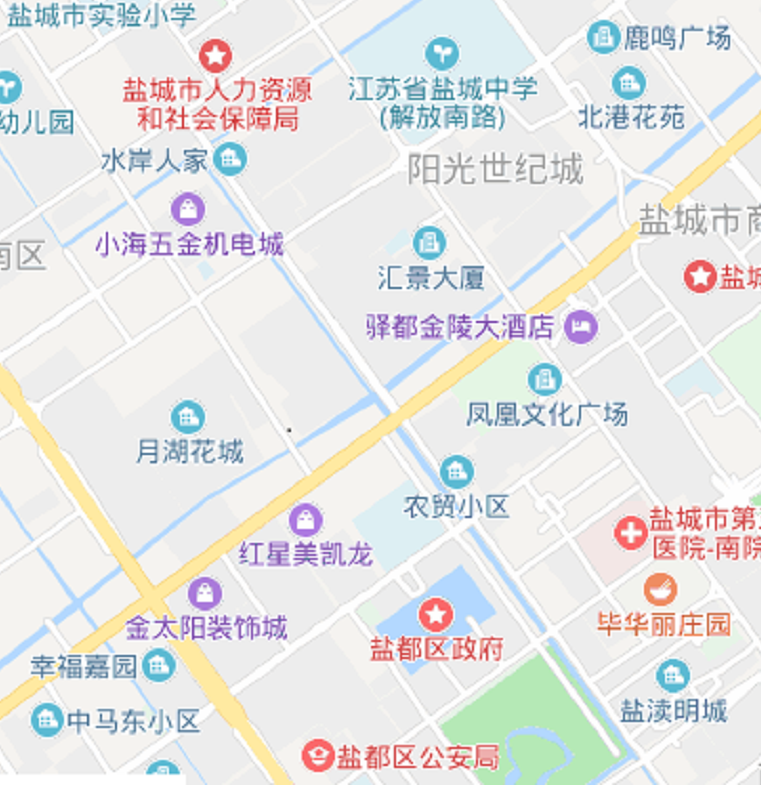 盐城市实验小学
鹿鸣广场
盐城市人力资源
和社会保障局
江苏省盐城中学
(解放南路)
幼儿园
北港花苑
水岸人家
阳光世纪城
盐城市商
小海五金机电城
南区
汇景大厦
盐城
驿都金陵大酒店
凤凰文化广场
月湖花城
农贸小区
盐城市第
医院-南院
红星美凯龙
金太阳装饰城
毕华丽庄园
盐都区政府
幸福嘉园
盐渎明城
中马东小区
盐都区公安局